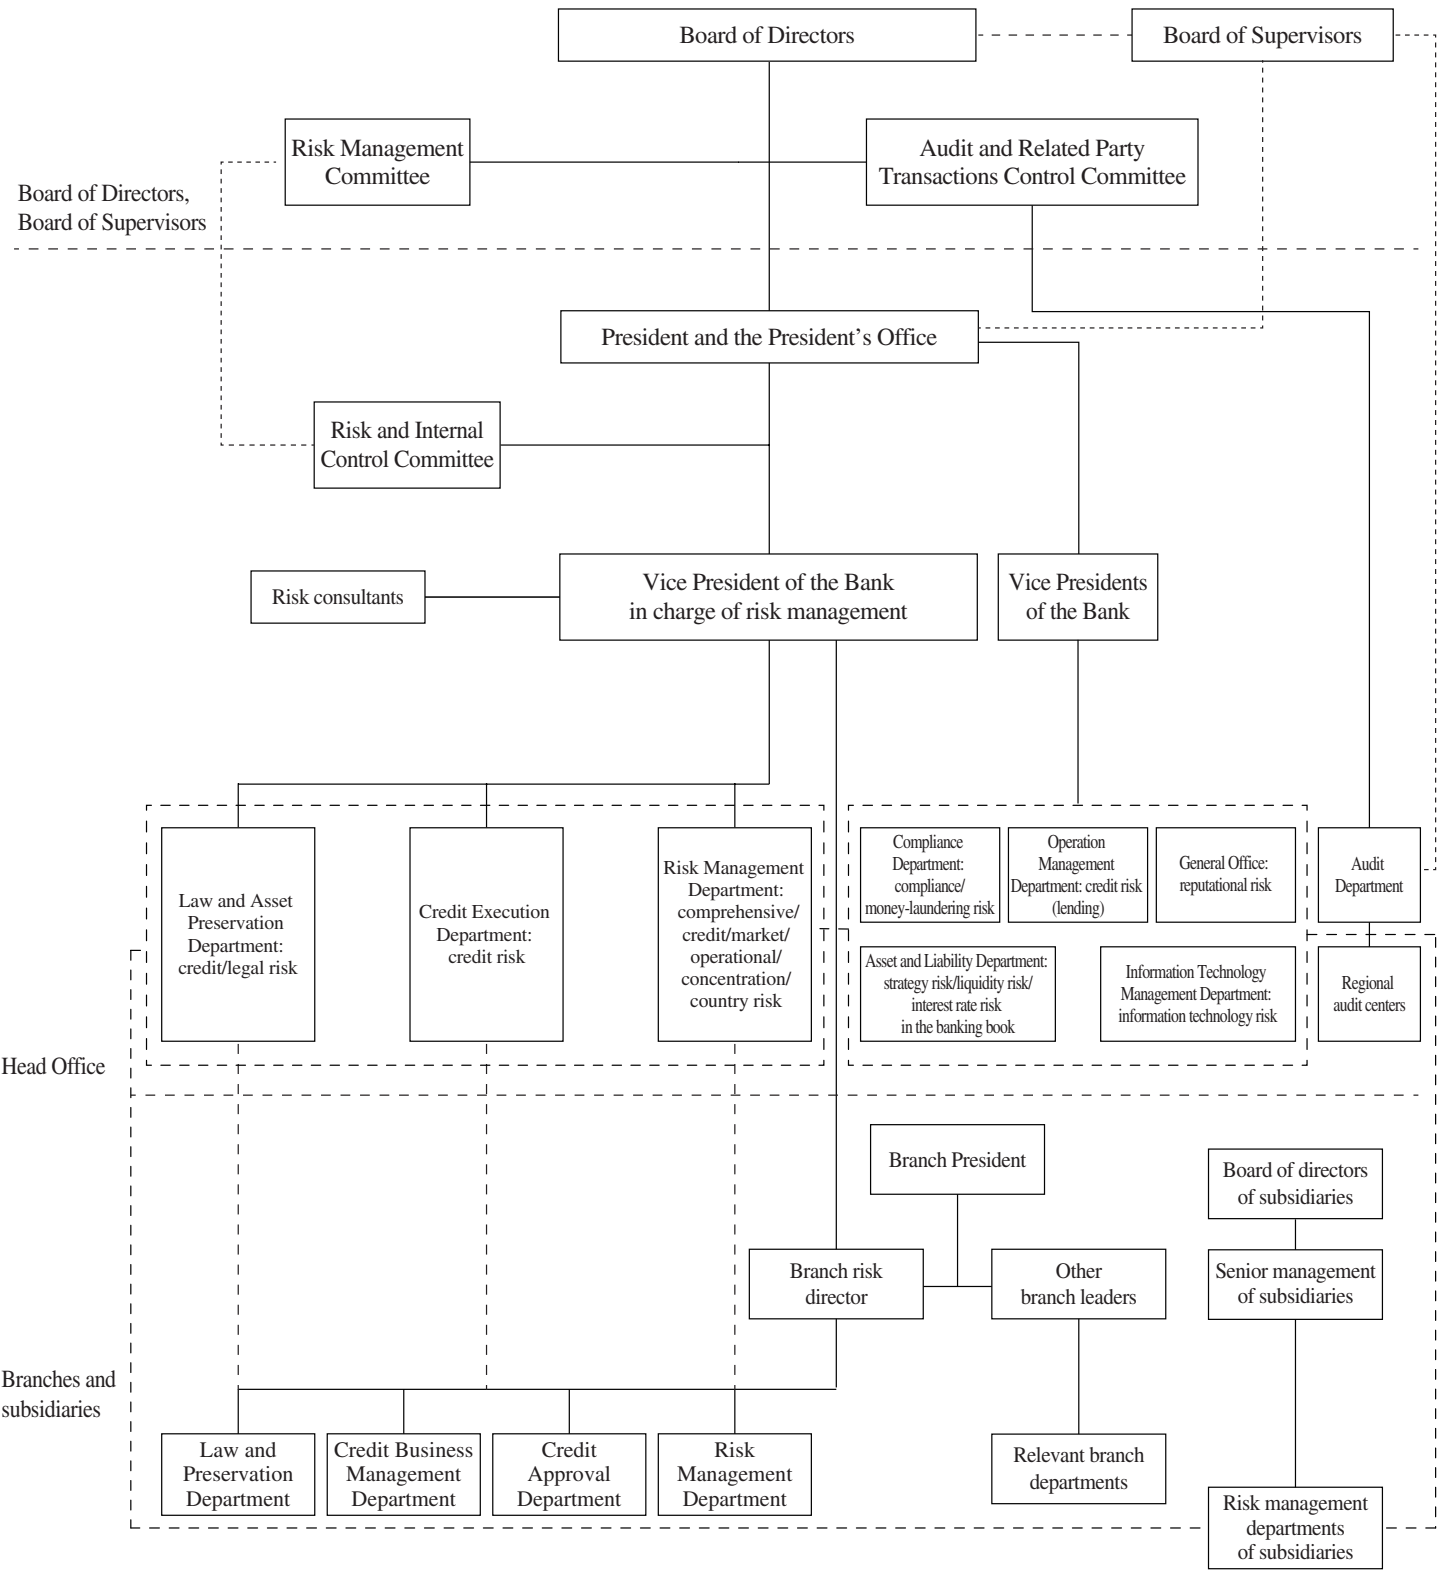 Board of Directors
Board of Supervisors
Risk Management
Committee
Audit and Related Party
Transactions Control Committee
Board of Directors,
Board of Supervisors
President and the President’s Office
Risk and Internal
Control Committee
Risk consultants
Vice President of the Bank
in charge of risk management
Vice Presidents
of the Bank
Law and Asset
Preservation
Department:
credit/legal risk
Credit Execution
Department:
credit risk
Risk Management
Department:
comprehensive/
credit/market/
operational/
concentration/
country risk
Compliance
Department:
compliance/
money-laundering risk
Operation
Management
Department: credit risk
(lending)
General Office:
reputational risk
Audit
Department
Asset and Liability Department:
strategy risk/liquidity risk/
interest rate risk
in the banking book
Information Technology
Management Department:
information technology risk
Regional
audit centers
Head Office
Branch President
Board of directors
of subsidiaries
Branch risk
director
Other
branch leaders
Senior management
of subsidiaries
Branches and
subsidiaries
Law and
Preservation
Department
Credit Business
Management
Department
Credit
Approval
Department
Risk
Management
Department
Relevant branch
departments
Risk management
departments
of subsidiaries